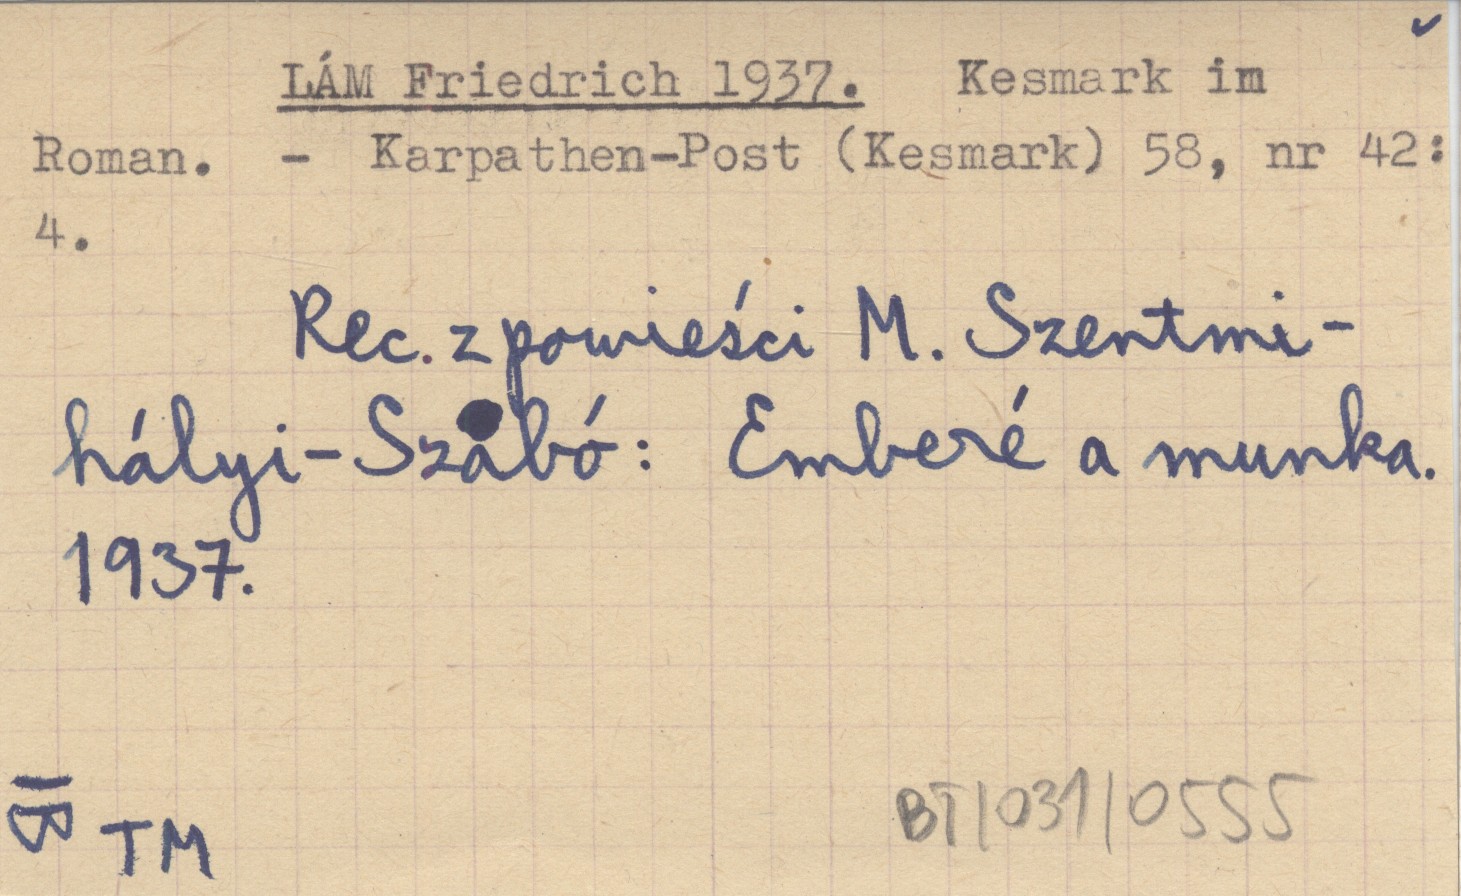 LÁM Friedrich 1937. Kesmark im
Roman. - Karpathen-Post (Kesmark) 58, nr 42:
4.
Rec. z powieści M. Szentmi-
hályi-Szabó: Emberé a munka.
1937.
TM
BT/031/0555